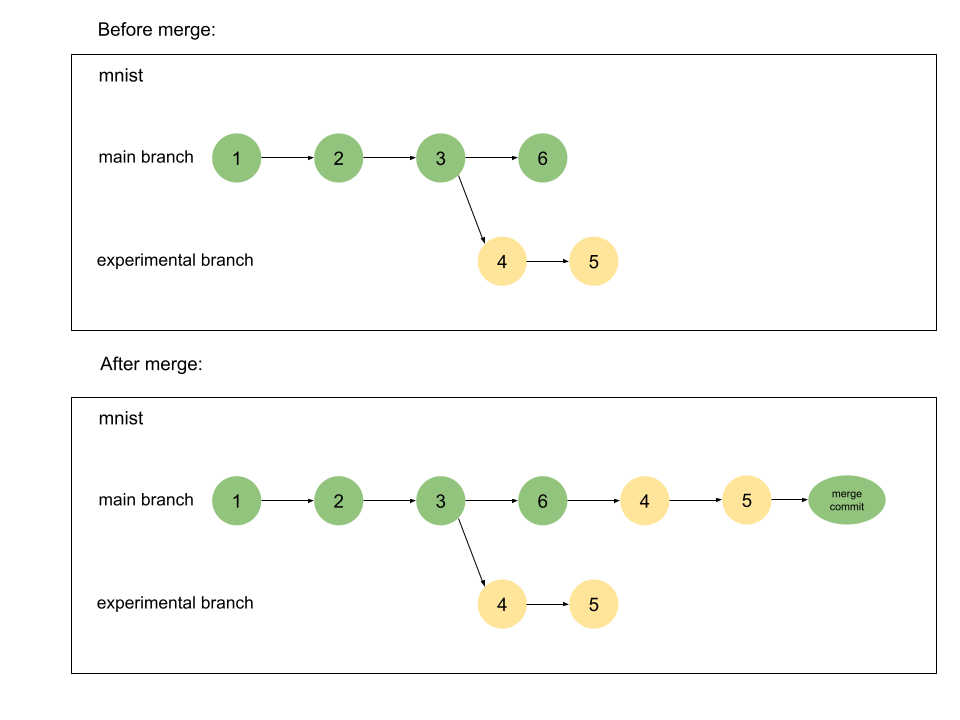 Before merge:
mnist
main branch 1 2 3 6
experimental branch 4 5
After merge:
mnist
main branch 1 2 3 6 4 5 merge
commit
experimental branch 4 5